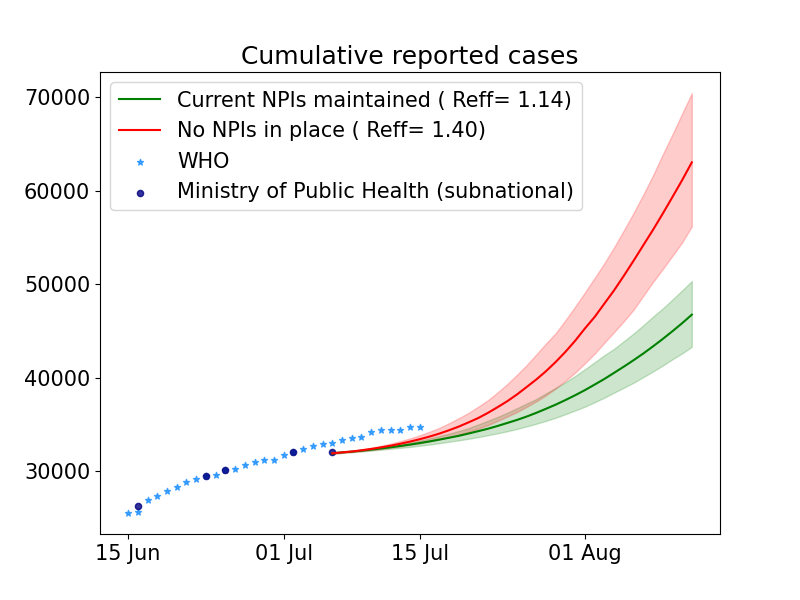 Cumulative reported cases
70000
60000
50000
40000
30000
Current NPIs maintained ( Reff= 1.14)
No NPIs in place ( Reff= 1.40)
WHO
Ministry of Public Health (subnational)
15 Jun
01 Jul
15 Jul
01 Aug